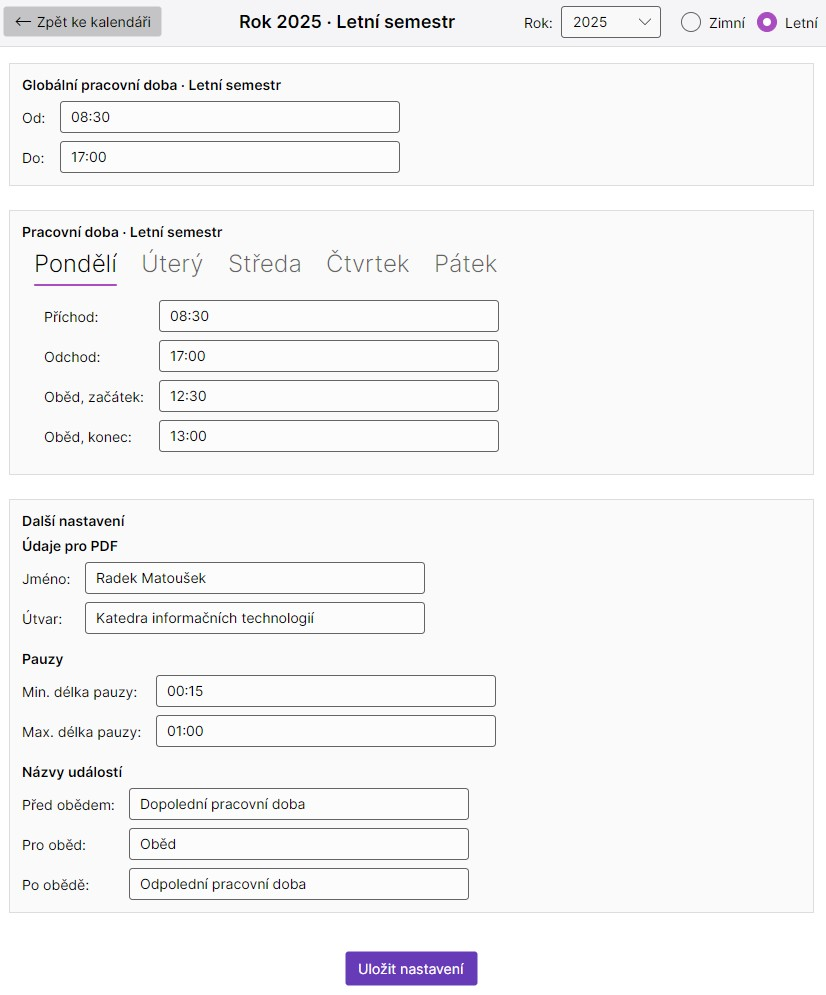 ← Zpět ke kalendáři Rok 2025 · Letní semestr Rok: 2025 Zimní Letní
Globální pracovní doba · Letní semestr
Od: 08:30
Do: 17:00
Pracovní doba · Letní semestr
Pondělí Úterý Středa Čtvrtek Pátek
Příchod: 08:30
Odchod: 17:00
Oběd, začátek: 12:30
Oběd, konec: 13:00
Další nastavení
Údaje pro PDF
Jméno: Radek Matoušek
Útvar: Katedra informačních technologií
Pauzy
Min. délka pauzy: 00:15
Max. délka pauzy: 01:00
Názvy událostí
Před obědem: Dopolední pracovní doba
Pro oběd: Oběd
Po obědě: Odpolední pracovní doba
Uložit nastavení